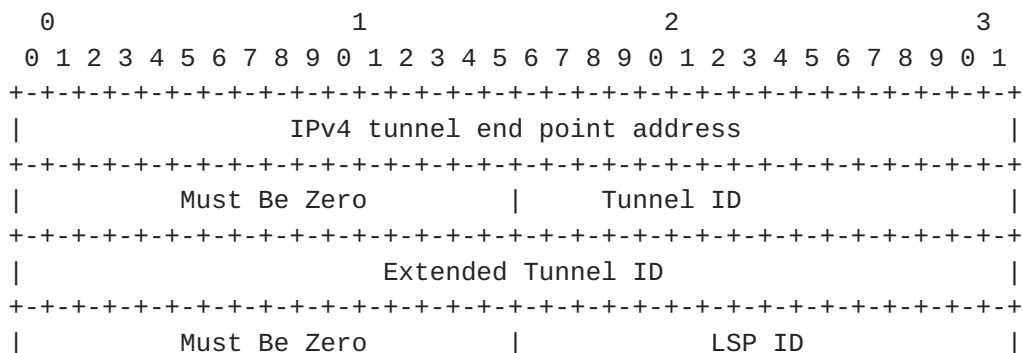 0                   1                   2                   3
 0 1 2 3 4 5 6 7 8 9 0 1 2 3 4 5 6 7 8 9 0 1 2 3 4 5 6 7 8 9 0 1
+-+-+-+-+-+-+-+-+-+-+-+-+-+-+-+-+-+-+-+-+-+-+-+-+-+-+-+-+-+-+-+-+
|                 IPv4 tunnel end point address                 |
+-+-+-+-+-+-+-+-+-+-+-+-+-+-+-+-+-+-+-+-+-+-+-+-+-+-+-+-+-+-+-+-+
|          Must Be Zero         |     Tunnel ID                 |
+-+-+-+-+-+-+-+-+-+-+-+-+-+-+-+-+-+-+-+-+-+-+-+-+-+-+-+-+-+-+-+-+
|                       Extended Tunnel ID                      |
+-+-+-+-+-+-+-+-+-+-+-+-+-+-+-+-+-+-+-+-+-+-+-+-+-+-+-+-+-+-+-+-+
|          Must Be Zero         |            LSP ID             |